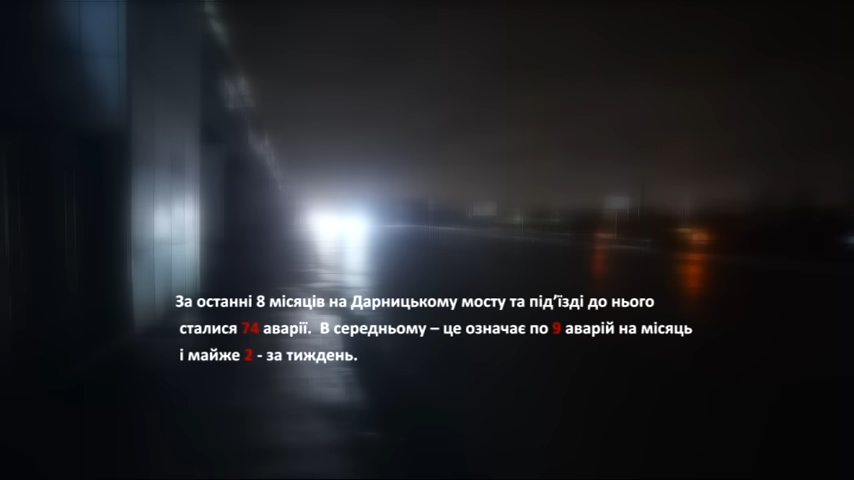 За останні 8 місяців на Дарницькому мосту та під’їзді до нього
сталися 74 аварії. В середньому – це означає по 9 аварій на місяць
і майже 2 - за тиждень.